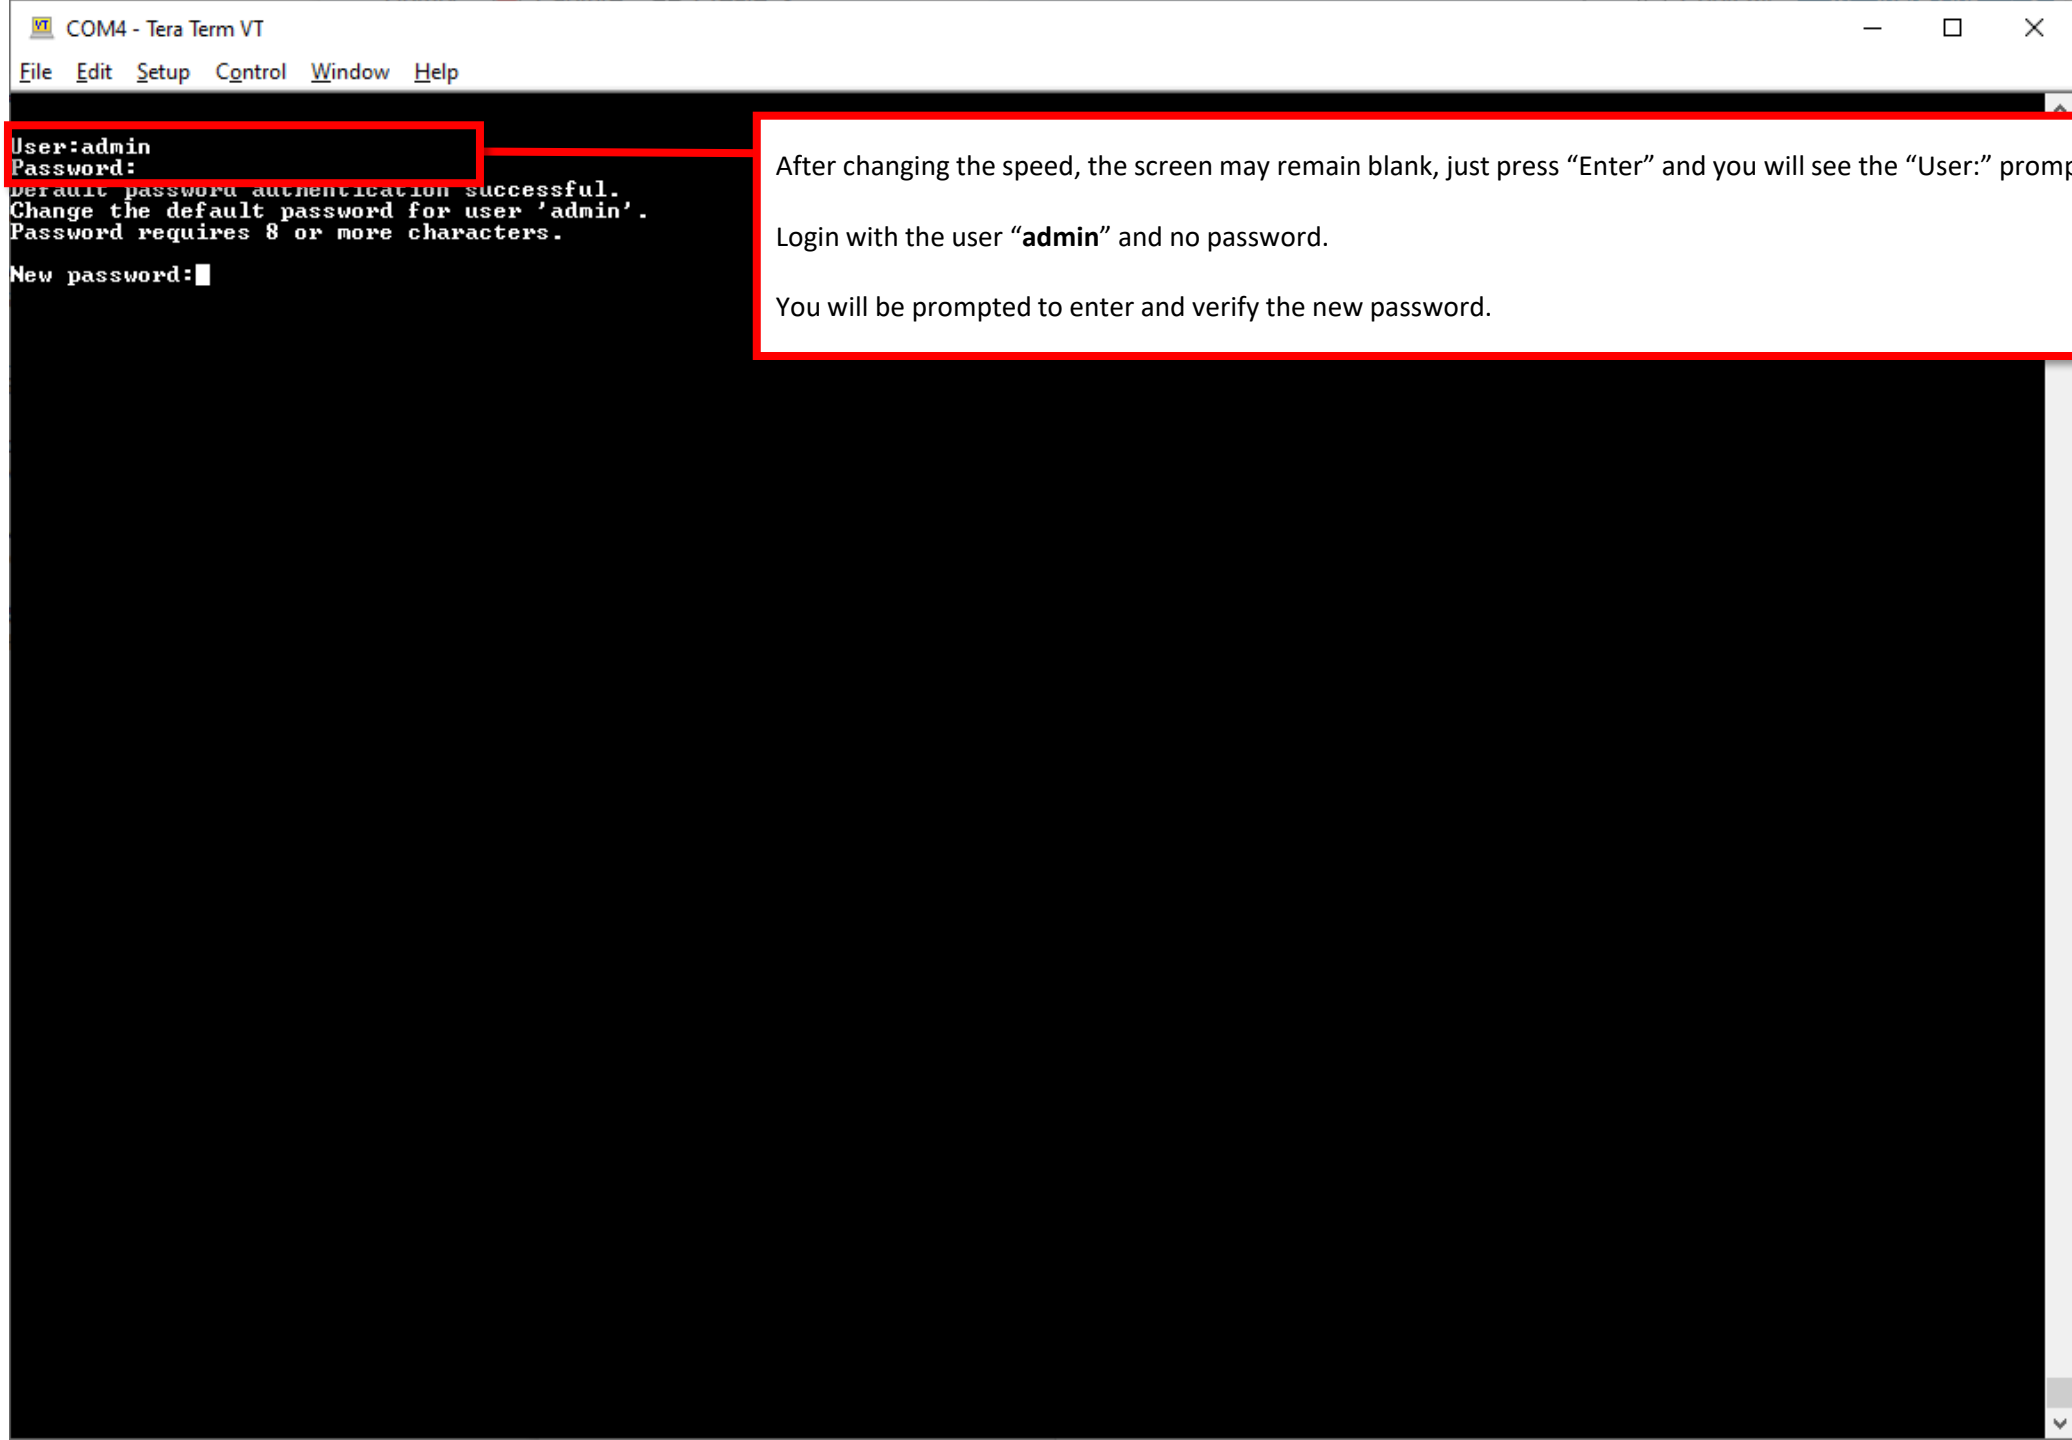 COM4 - Tera Term VT
File Edit Setup Control Window Help
User:admin
Password:
Default password authentication successful.
Change the default password for user 'admin'.
Password requires 8 or more characters.
New password:
After changing the speed, the screen may remain blank, just press “Enter” and you will see the “User:” promp
Login with the user “admin” and no password.
You will be prompted to enter and verify the new password.